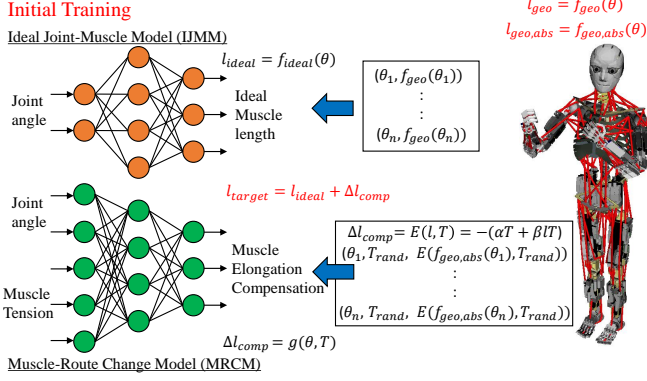 Initial Training
Ideal Joint-Muscle Model (IJMM)
Joint
angle
l_ideal = f_ideal(θ)
Ideal
Muscle
length
(θ_1, f_geo(θ_1))
:
:
(θ_n, f_geo(θ_n))
l_geo = f_geo(θ)
l_geo,abs = f_geo,abs(θ)
Joint
angle
Muscle
Tension
l_target = l_ideal + Δl_comp
Muscle
Elongation
Compensation
Δl_comp = g(θ, T)
Δl_comp = E(l, T) = −(αT + βlT)
(θ_1, T_rand, E(f_geo,abs(θ_1), T_rand))
:
:
(θ_n, T_rand, E(f_geo,abs(θ_n), T_rand))
Muscle-Route Change Model (MRCM)